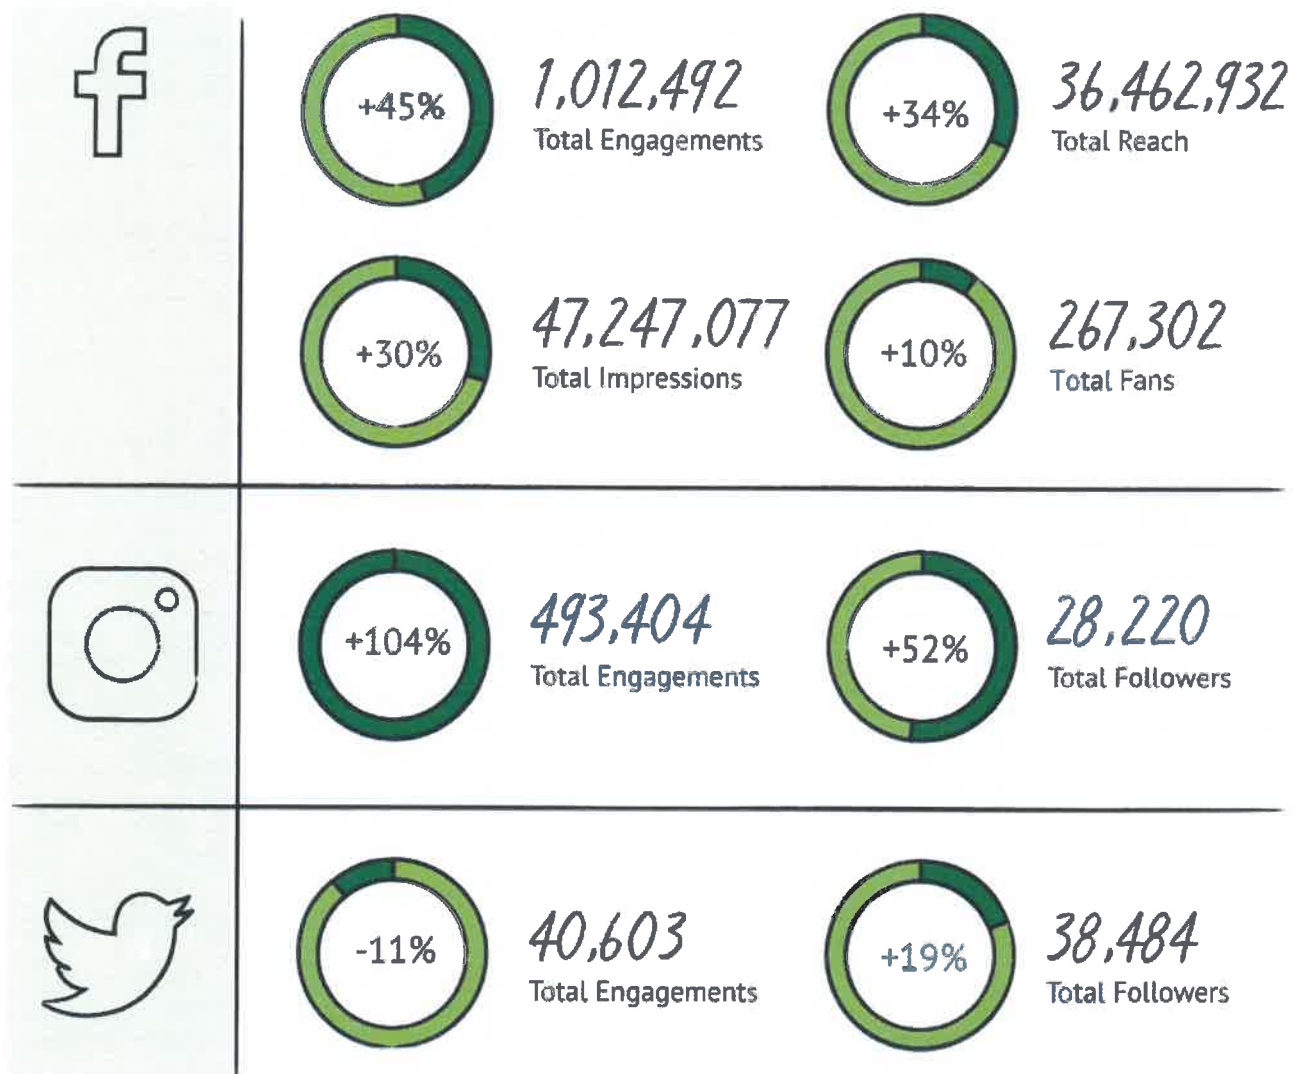 +45%
1,012,492
Total Engagements
+34%
36,462,932
Total Reach
+30%
47,247,077
Total Impressions
+10%
267,302
Total Fans
+104%
493,404
Total Engagements
+52%
28,220
Total Followers
-11%
40,603
Total Engagements
+19%
38,484
Total Followers